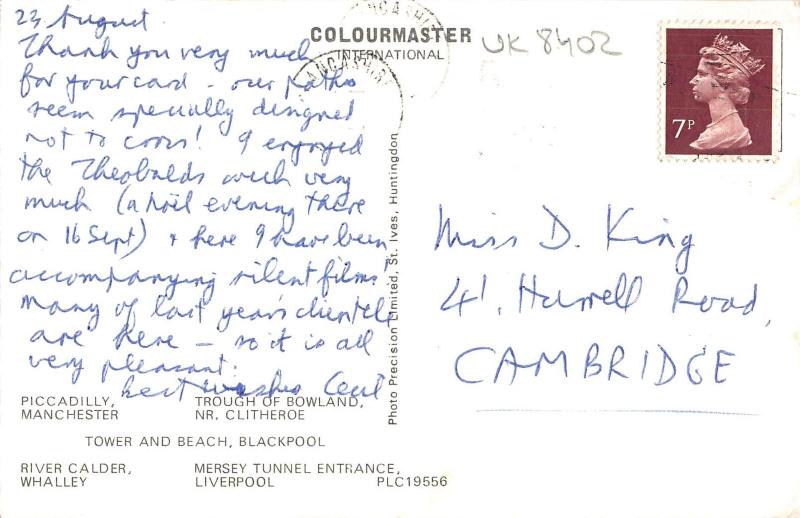 23 August.
Thank you very much
for your card - our paths
seem specially designed
not to cross! I enjoyed
the Theobalds week very
much (a Noël evening there
on 16 Sept) & here I have been
accompanying silent films!
Many of last year's clientele
are here - so it is all
very pleasant.
best wishes Cecil
PICCADILLY,
MANCHESTER
TROUGH OF BOWLAND,
NR. CLITHEROE
TOWER AND BEACH, BLACKPOOL
RIVER CALDER,
WHALLEY
MERSEY TUNNEL ENTRANCE,
LIVERPOOL
PLC19556
COLOURMASTER
INTERNATIONAL
Photo Precision Limited, St. Ives, Huntingdon
LANCASHIRE
UK 8402
7P
Miss D. King
41, Road,
CAMBRIDGE